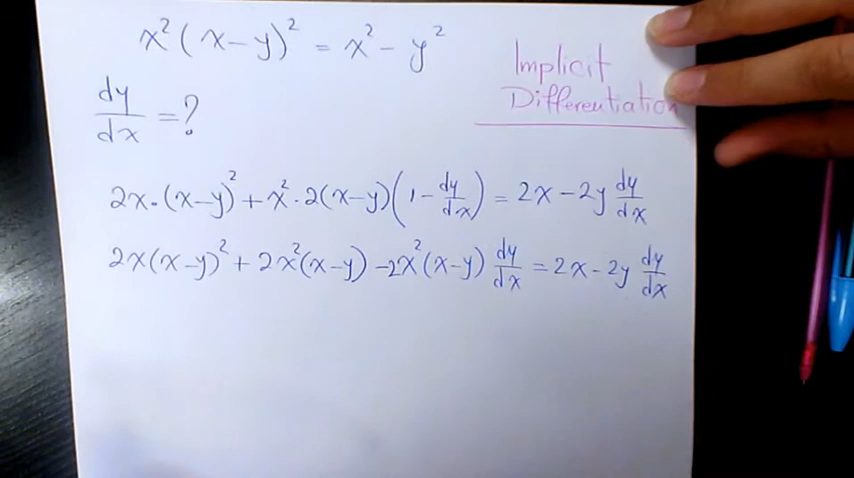 x²(x-y)² = x² - y²
Implicit
Differentiation
dy/dx = ?
2x·(x-y)² + x²·2(x-y)(1 - dy/dx) = 2x - 2y dy/dx
2x(x-y)² + 2x²(x-y) - 2x²(x-y) dy/dx = 2x - 2y dy/dx